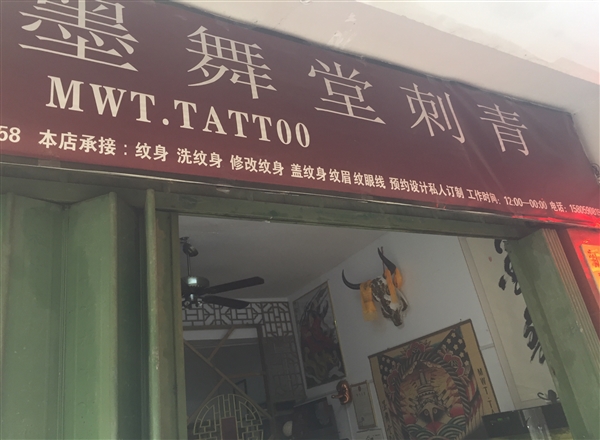 墨舞堂刺青
MWT.TATTOO
58 本店承接：纹身 洗纹身 修改纹身 盖纹身 纹眉 纹眼线 预约设计私人订制 工作时间：12:00—00:00 电话：